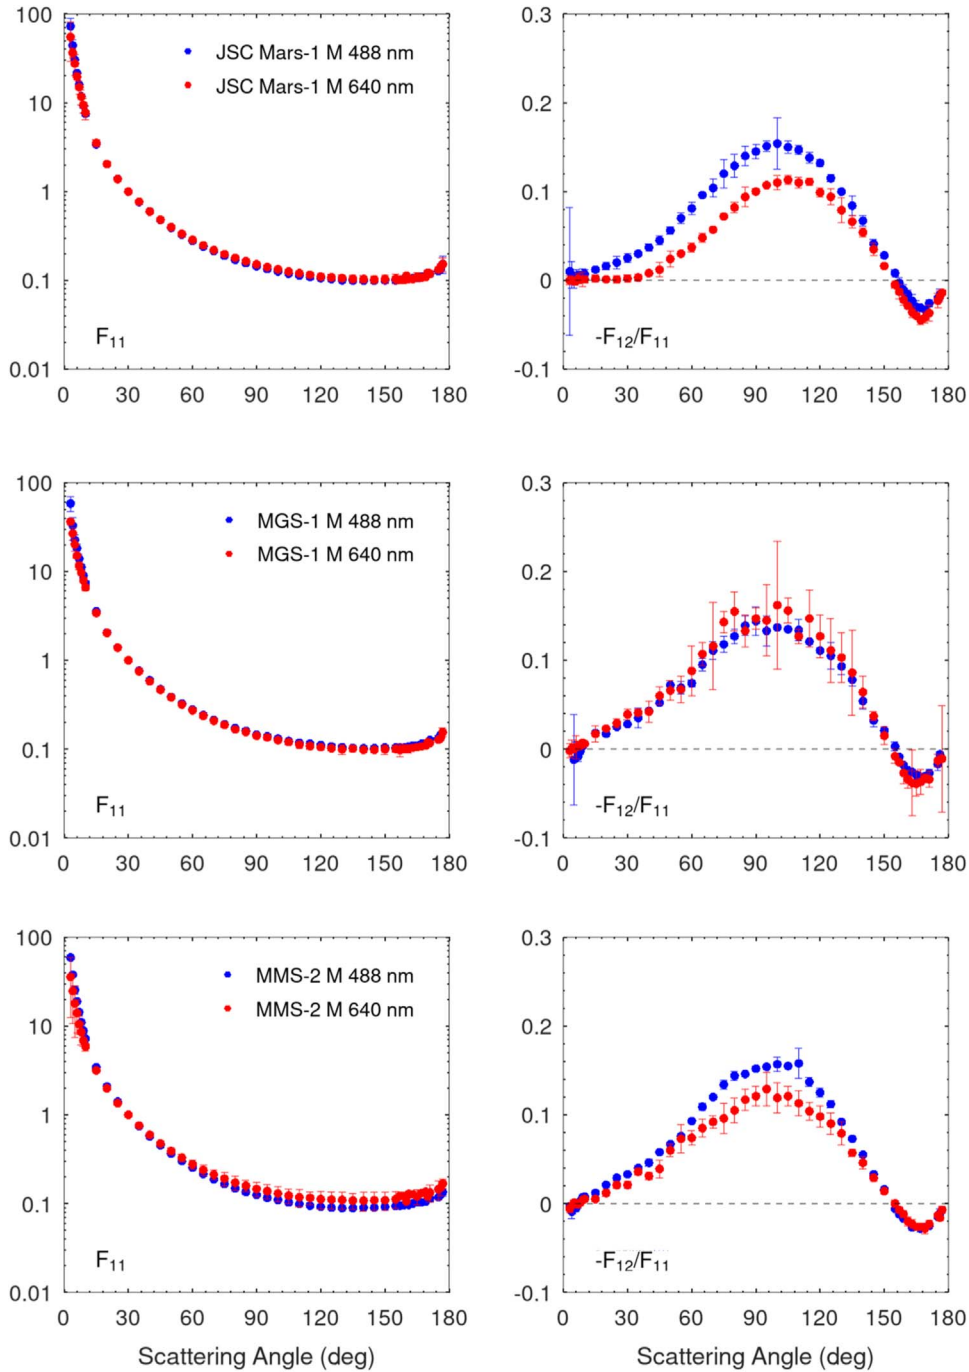 100
10
1
0.1
0.01
JSC Mars-1 M 488 nm
JSC Mars-1 M 640 nm
F11
0 30 60 90 120 150 180
0.3
0.2
0.1
0
-0.1
-F12/F11
0 30 60 90 120 150 180
100
10
1
0.1
0.01
MGS-1 M 488 nm
MGS-1 M 640 nm
F11
0 30 60 90 120 150 180
0.3
0.2
0.1
0
-0.1
-F12/F11
0 30 60 90 120 150 180
100
10
1
0.1
0.01
MMS-2 M 488 nm
MMS-2 M 640 nm
F11
0 30 60 90 120 150 180
Scattering Angle (deg)
0.3
0.2
0.1
0
-0.1
-F12/F11
0 30 60 90 120 150 180
Scattering Angle (deg)